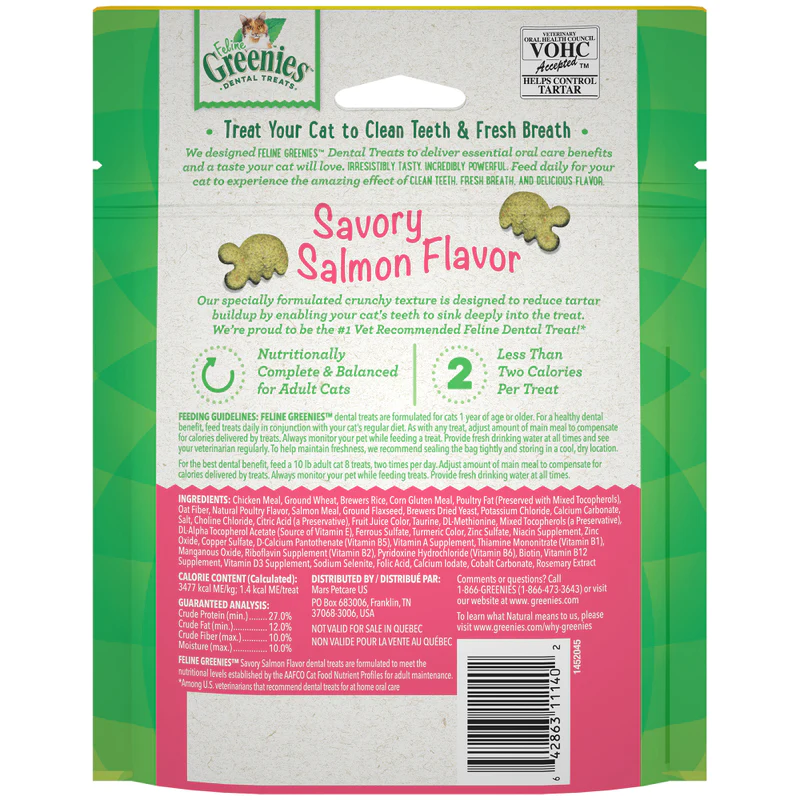 Feline
Greenies™
• DENTAL TREATS •
VETERINARY
ORAL HEALTH COUNCIL
VOHC
Accepted ™
HELPS CONTROL
TARTAR
• Treat Your Cat to Clean Teeth & Fresh Breath •
We designed FELINE GREENIES™ Dental Treats to deliver essential oral care benefits
and a taste your cat will love. IRRESISTIBLY TASTY. INCREDIBLY POWERFUL. Feed daily for your
cat to experience the amazing effect of CLEAN TEETH, FRESH BREATH, AND DELICIOUS FLAVOR.
Savory
Salmon Flavor
Our specially formulated crunchy texture is designed to reduce tartar
buildup by enabling your cat's teeth to sink deeply into the treat.
We're proud to be the #1 Vet Recommended Feline Dental Treat!*
Nutritionally
Complete & Balanced
for Adult Cats
2
Less Than
Two Calories
Per Treat
FEEDING GUIDELINES: FELINE GREENIES™ dental treats are formulated for cats 1 year of age or older. For a healthy dental
benefit, feed treats daily in conjunction with your cat's regular diet. As with any treat, adjust amount of main meal to compensate
for calories delivered by treats. Always monitor your pet while feeding a treat. Provide fresh drinking water at all times and see
your veterinarian regularly. To help maintain freshness, we recommend sealing the bag tightly and storing in a cool, dry location.
For the best dental benefit, feed a 10 lb adult cat 8 treats, two times per day. Adjust amount of main meal to compensate for
calories delivered by treats. Always monitor your pet while feeding treats. Provide fresh drinking water at all times.
INGREDIENTS: Chicken Meal, Ground Wheat, Brewers Rice, Corn Gluten Meal, Poultry Fat (Preserved with Mixed Tocopherols),
Oat Fiber, Natural Poultry Flavor, Salmon Meal, Ground Flaxseed, Brewers Dried Yeast, Potassium Chloride, Calcium Carbonate,
Salt, Choline Chloride, Citric Acid (a Preservative), Fruit Juice Color, Taurine, DL-Methionine, Mixed Tocopherols (a Preservative),
DL-Alpha Tocopherol Acetate (Source of Vitamin E), Ferrous Sulfate, Turmeric Color, Zinc Sulfate, Niacin Supplement, Zinc
Oxide, Copper Sulfate, D-Calcium Pantothenate (Vitamin B5), Vitamin A Supplement, Thiamine Mononitrate (Vitamin B1),
Manganous Oxide, Riboflavin Supplement (Vitamin B2), Pyridoxine Hydrochloride (Vitamin B6), Biotin, Vitamin B12
Supplement, Vitamin D3 Supplement, Sodium Selenite, Folic Acid, Calcium Iodate, Cobalt Carbonate, Rosemary Extract
CALORIE CONTENT (Calculated):
3477 kcal ME/kg; 1.4 kcal ME/treat
GUARANTEED ANALYSIS:
Crude Protein (min.)...... 27.0%
Crude Fat (min.)............. 12.0%
Crude Fiber (max.)......... 10.0%
Moisture (max.)............. 10.0%
DISTRIBUTED BY / DISTRIBUÉ PAR:
Mars Petcare US
PO Box 683006, Franklin, TN
37068-3006, USA
NOT VALID FOR SALE IN QUEBEC
NON VALIDE POUR LA VENTE AU QUÉBEC
Comments or questions? Call
1-866-GREENIES (1-866-473-3643) or visit
our website at www. greenies.com
To learn what Natural means to us, please
visit www.greenies.com/why-greenies
FELINE GREENIES™ Savory Salmon Flavor dental treats are formulated to meet the
nutritional levels established by the AAFCO Cat Food Nutrient Profiles for adult maintenance.
*Among U.S. veterinarians that recommend dental treats for at home oral care
6 42863 11140 2
1452045